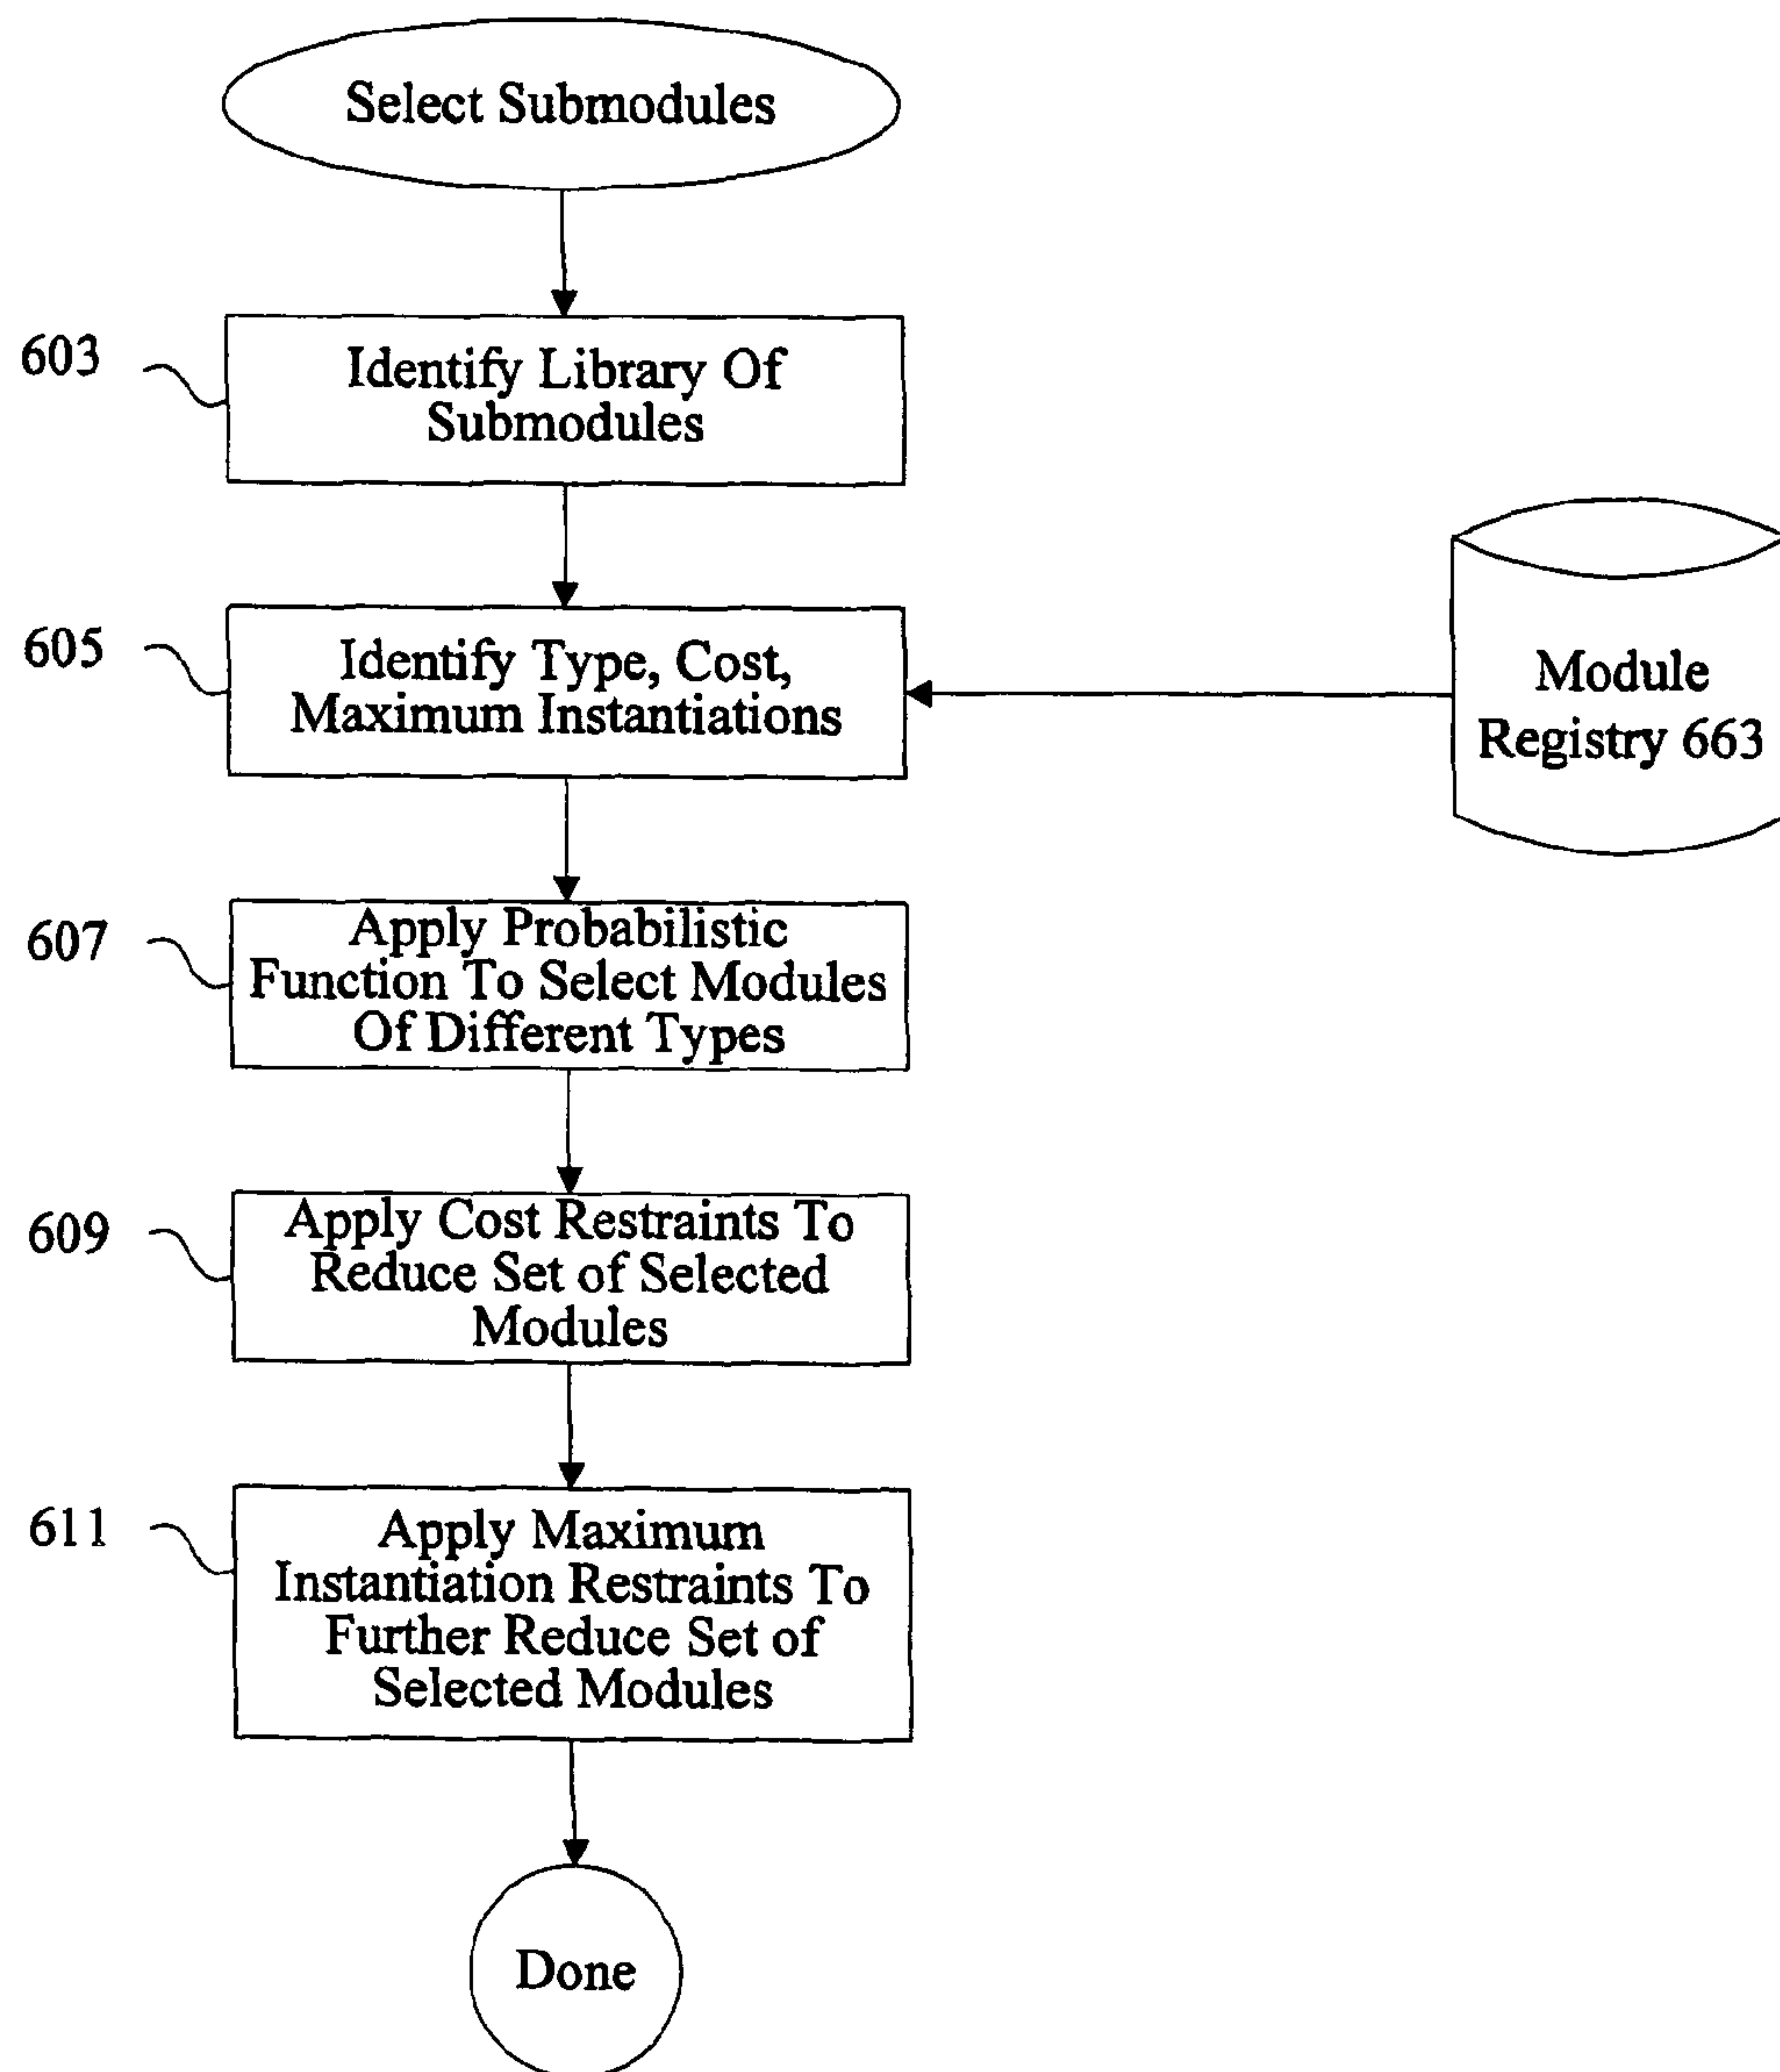 Select Submodules
603
Identify Library Of
Submodules
605
Identify Type, Cost,
Maximum Instantiations
Module
Registry 663
607
Apply Probabilistic
Function To Select Modules
Of Different Types
609
Apply Cost Restraints To
Reduce Set of Selected
Modules
611
Apply Maximum
Instantiation Restraints To
Further Reduce Set of
Selected Modules
Done